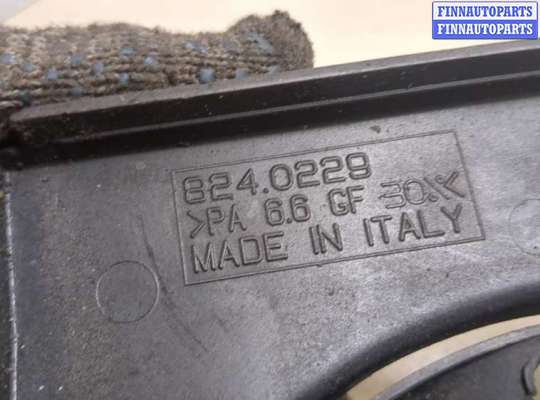 FINNAUTOPARTS
FINNAUTOPARTS
824.0229
>PA 6.6 GF 30%<
MADE IN ITALY